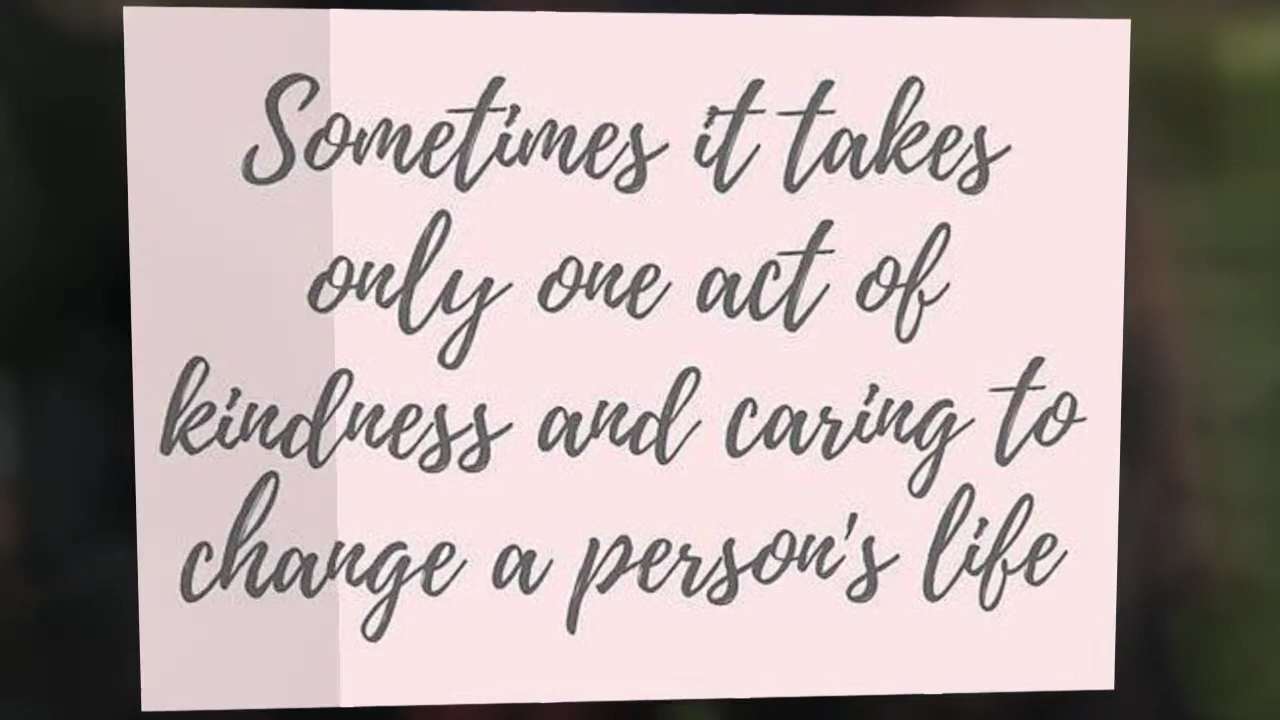 Sometimes it takes
only one act of
kindness and caring to
change a person's life